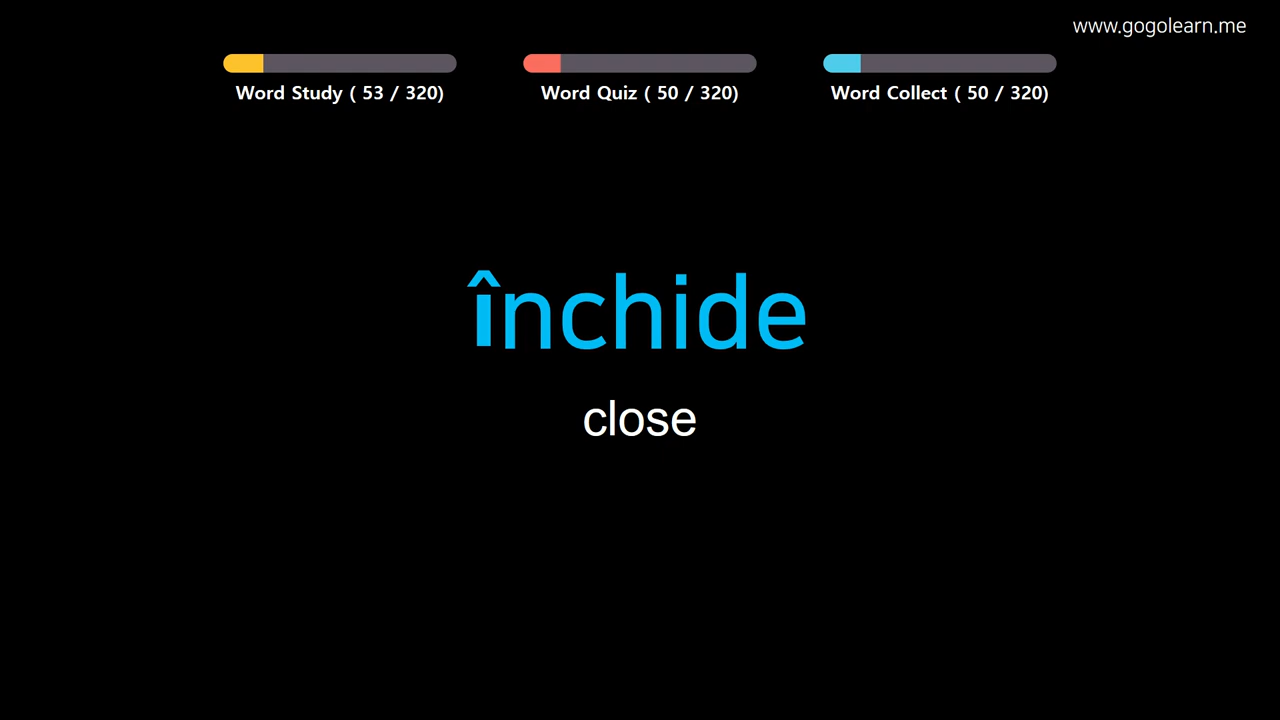 www.gogolearn.me
Word Study ( 53 / 320)
Word Quiz ( 50 / 320)
Word Collect ( 50 / 320)
închide
close